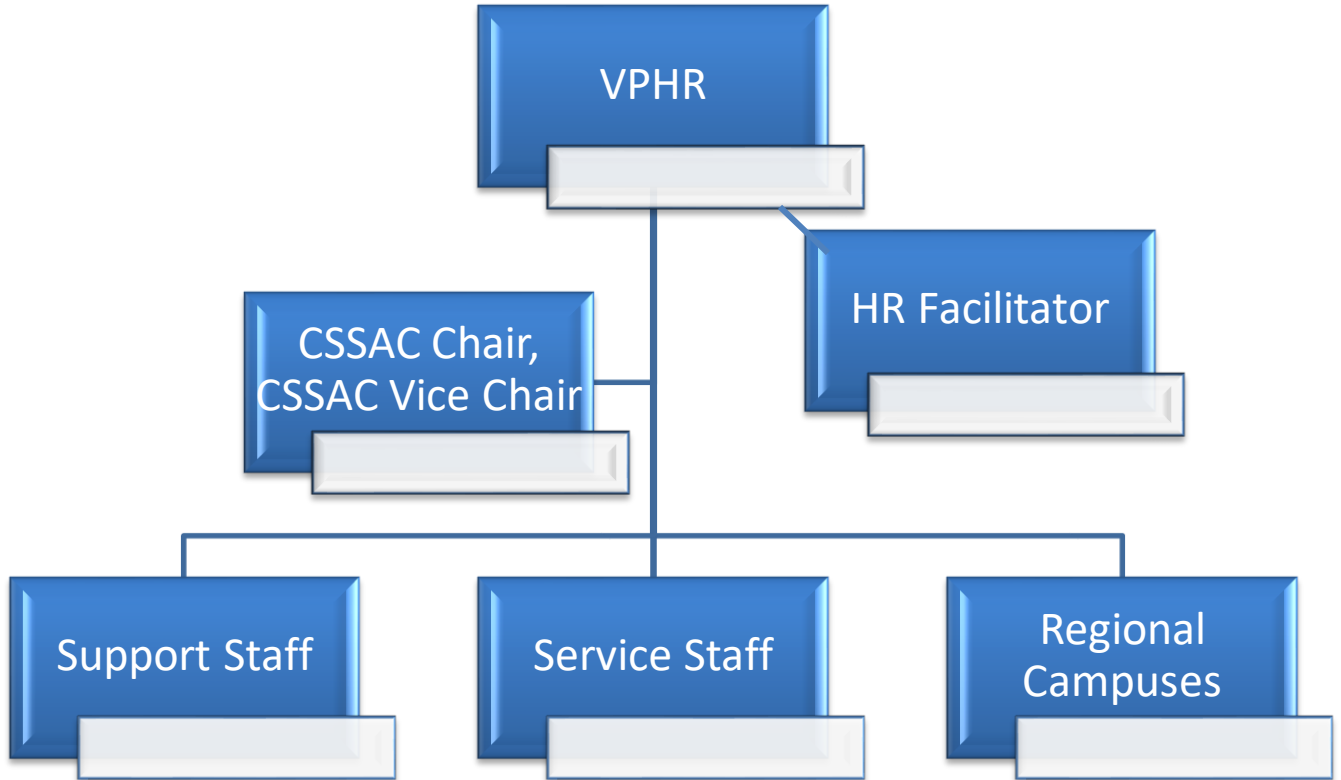 VPHR
HR Facilitator
CSSAC Chair,
CSSAC Vice Chair
Support Staff
Service Staff
Regional
Campuses